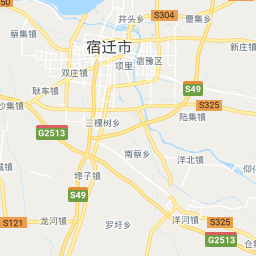 50
井头乡
S304
曹集乡
蔡集镇
宿迁市
新庄镇
项里
宿豫区
双庄镇
耿车镇
S49
S325
沙集镇
陆集镇
三棵树乡
G2513
南蔡乡
洋北镇
埠子镇
S49
S121
龙河镇
罗圩乡
洋河镇
S325
G2513